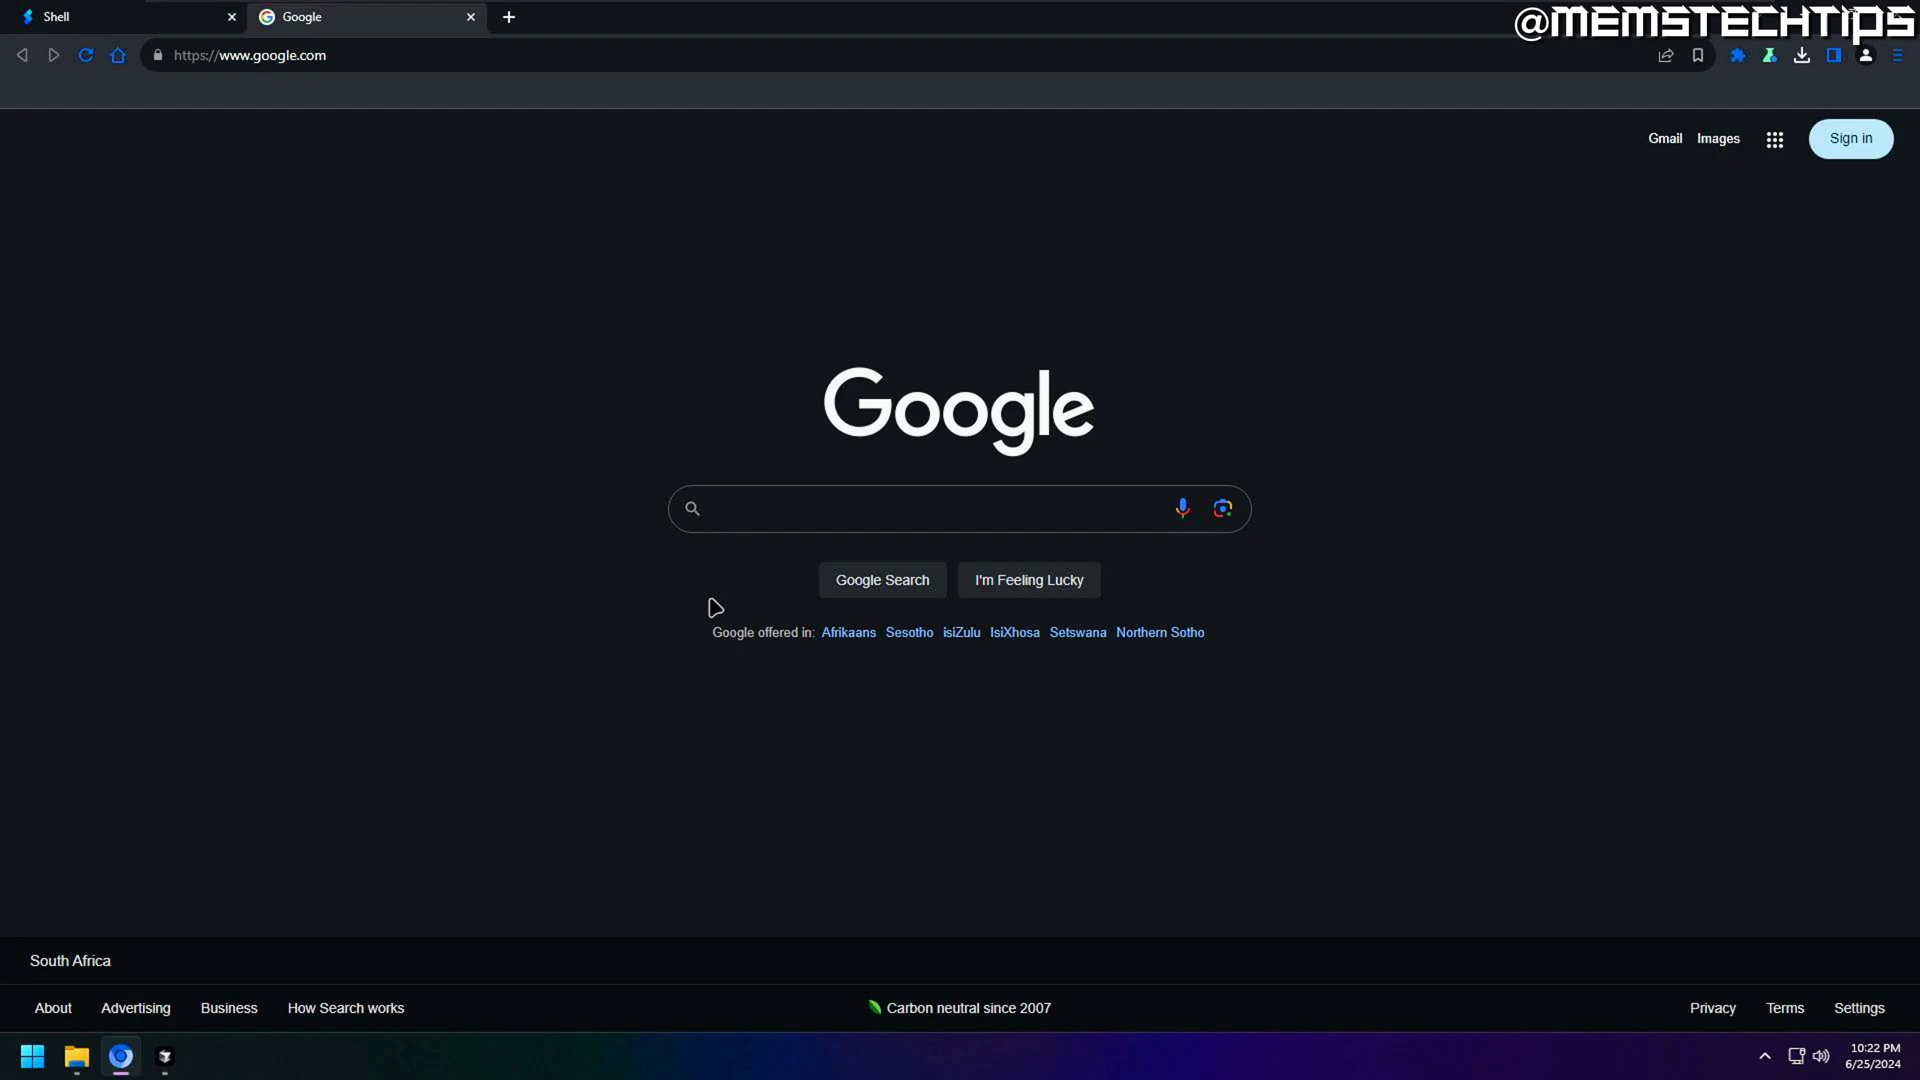 Shell
Google
@MEMSTECHTIPS
https://www.google.com
Gmail Images Sign in
Google
Google Search I'm Feeling Lucky
Google offered in: Afrikaans Sesotho isiZulu IsiXhosa Setswana Northern Sotho
South Africa
About Advertising Business How Search works Carbon neutral since 2007 Privacy Terms Settings
10:22 PM
6/25/2024